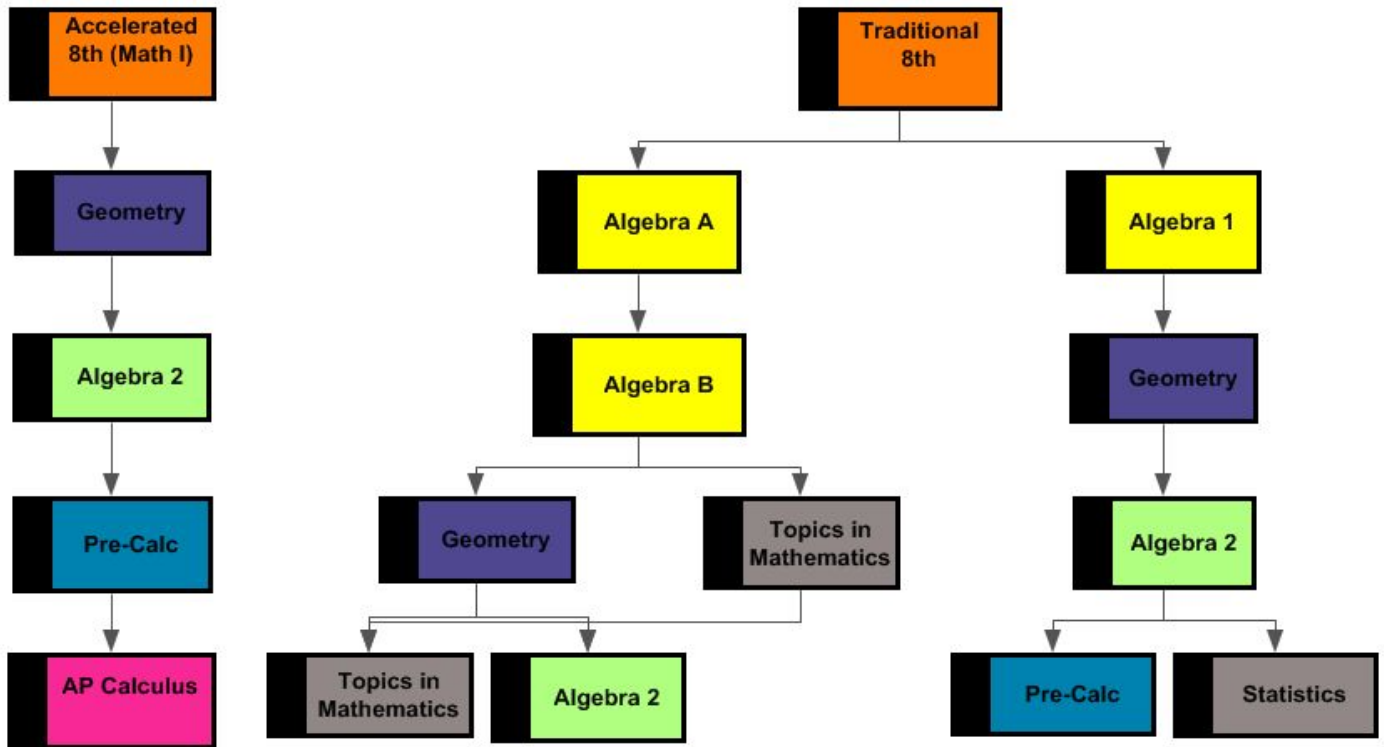 Accelerated
8th (Math I)
Traditional
8th
Geometry
Algebra A
Algebra 1
Algebra 2
Algebra B
Geometry
Pre-Calc
Geometry
Topics in
Mathematics
Algebra 2
AP Calculus
Topics in
Mathematics
Algebra 2
Pre-Calc
Statistics